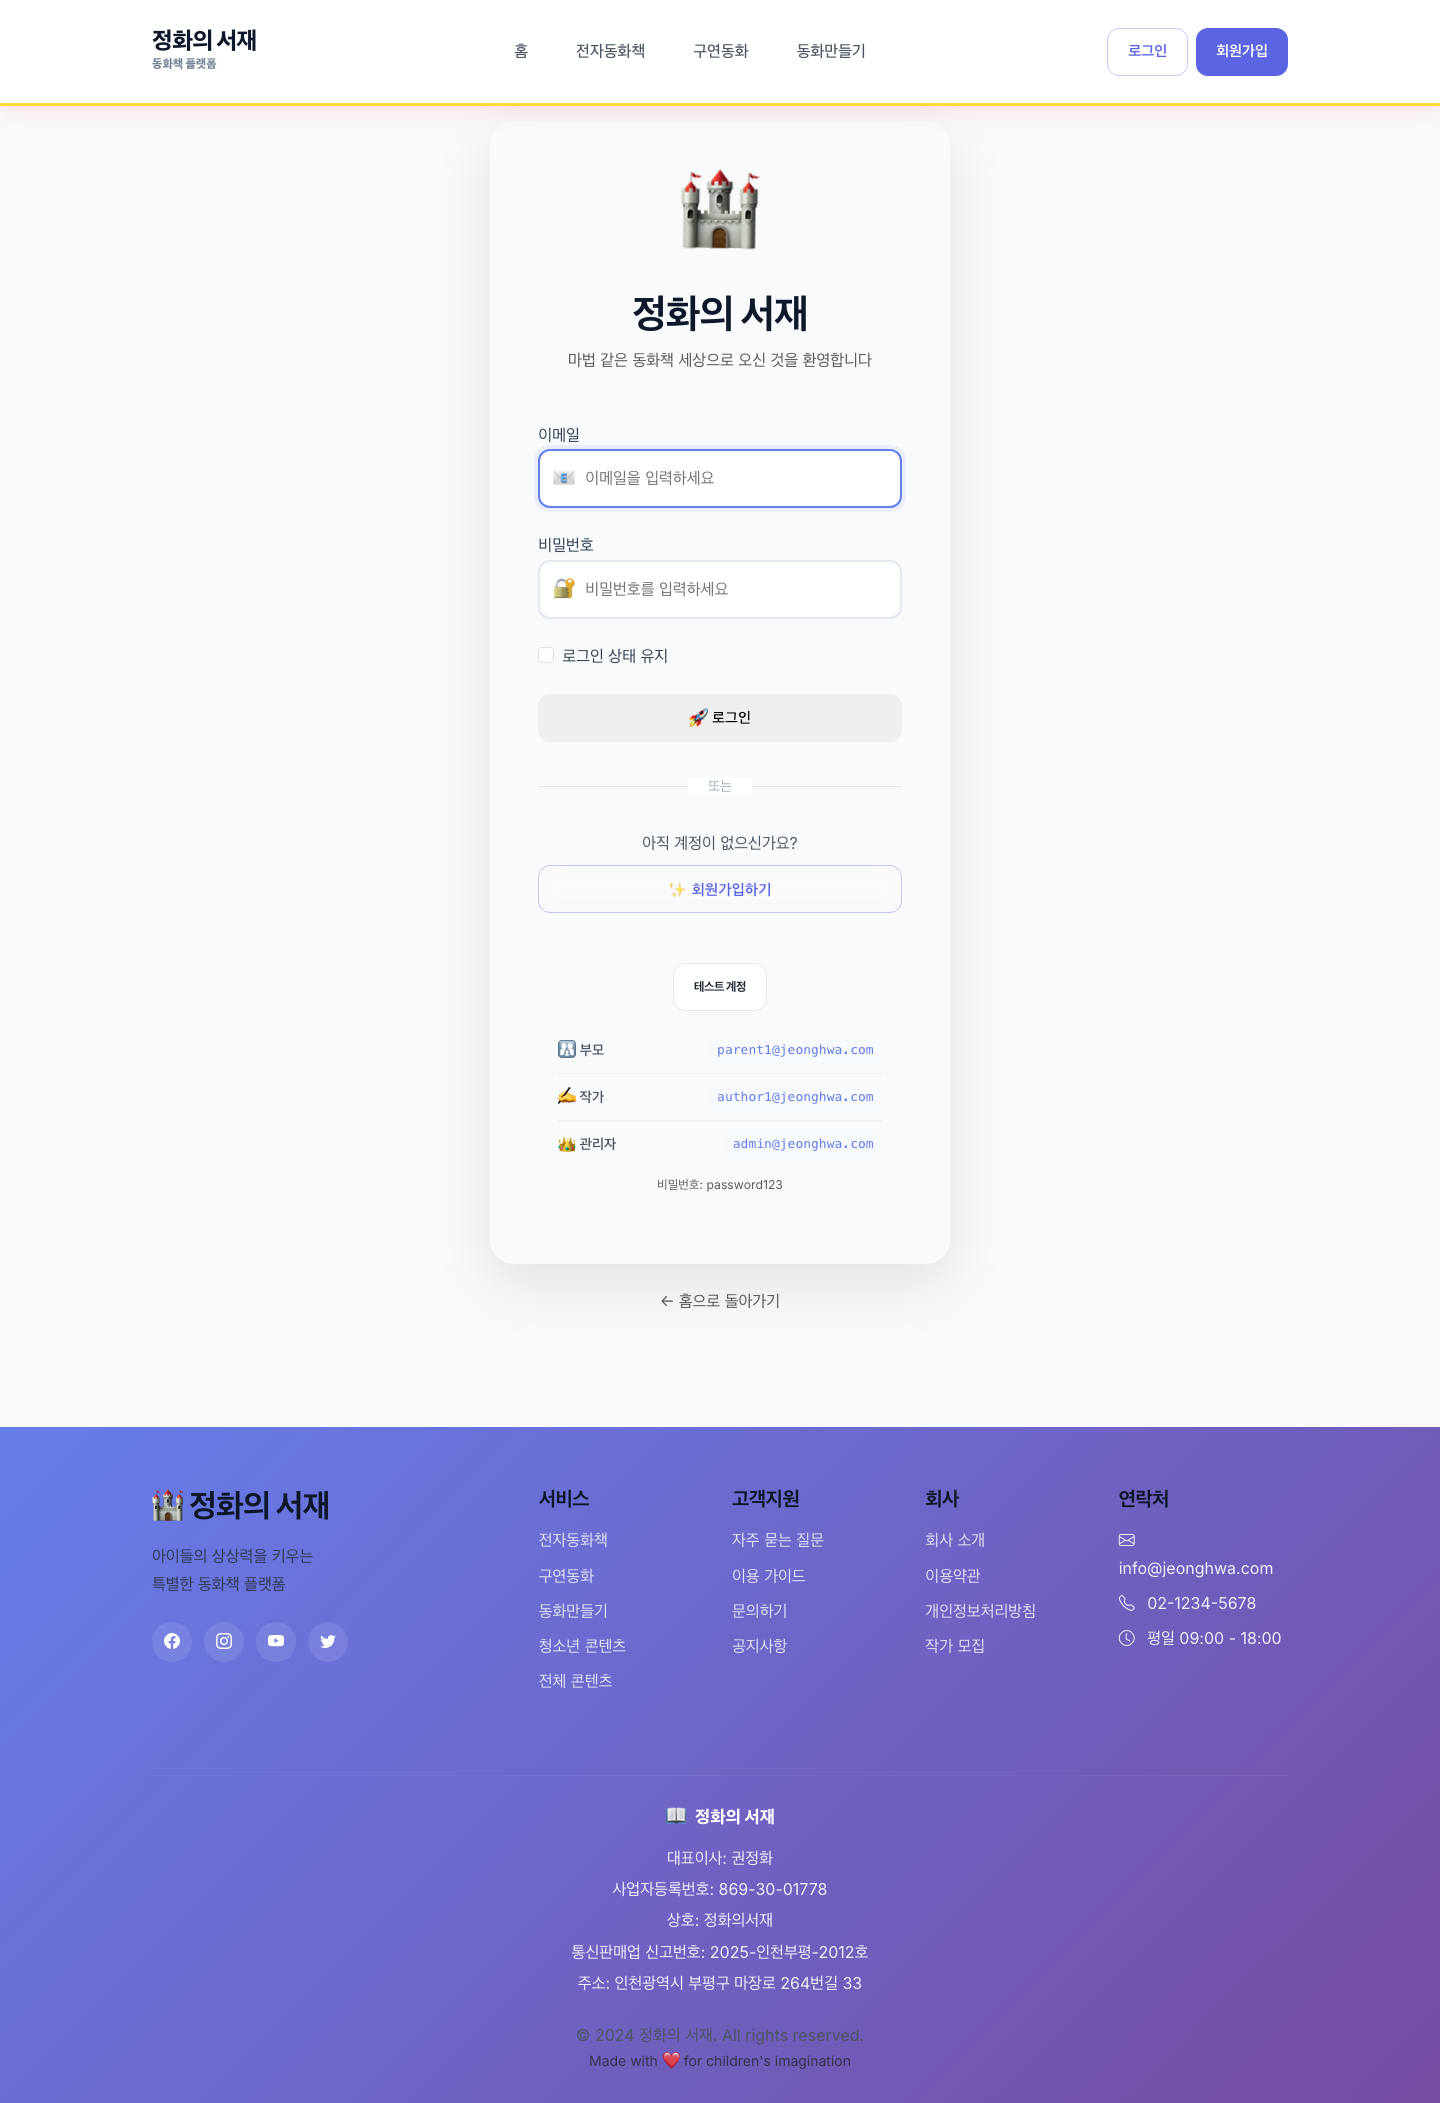 정화의 서재
동화책 플랫폼
홈
전자동화책
구연동화
동화만들기
로그인
회원가입
정화의 서재
마법 같은 동화책 세상으로 오신 것을 환영합니다
이메일
이메일을 입력하세요
비밀번호
비밀번호를 입력하세요
로그인 상태 유지
🚀 로그인
또는
아직 계정이 없으신가요?
✨ 회원가입하기
테스트 계정
부모 parent1@jeonghwa.com
✍️ 작가 author1@jeonghwa.com
👑 관리자 admin@jeonghwa.com
비밀번호: password123
← 홈으로 돌아가기
🏰 정화의 서재
아이들의 상상력을 키우는
특별한 동화책 플랫폼
서비스
전자동화책
구연동화
동화만들기
청소년 콘텐츠
전체 콘텐츠
고객지원
자주 묻는 질문
이용 가이드
문의하기
공지사항
회사
회사 소개
이용약관
개인정보처리방침
작가 모집
연락처
info@jeonghwa.com
02-1234-5678
평일 09:00 - 18:00
📖 정화의 서재
대표이사: 권정화
사업자등록번호: 869-30-01778
상호: 정화의서재
통신판매업 신고번호: 2025-인천부평-2012호
주소: 인천광역시 부평구 마장로 264번길 33
© 2024 정화의 서재. All rights reserved.
Made with ❤️ for children's imagination